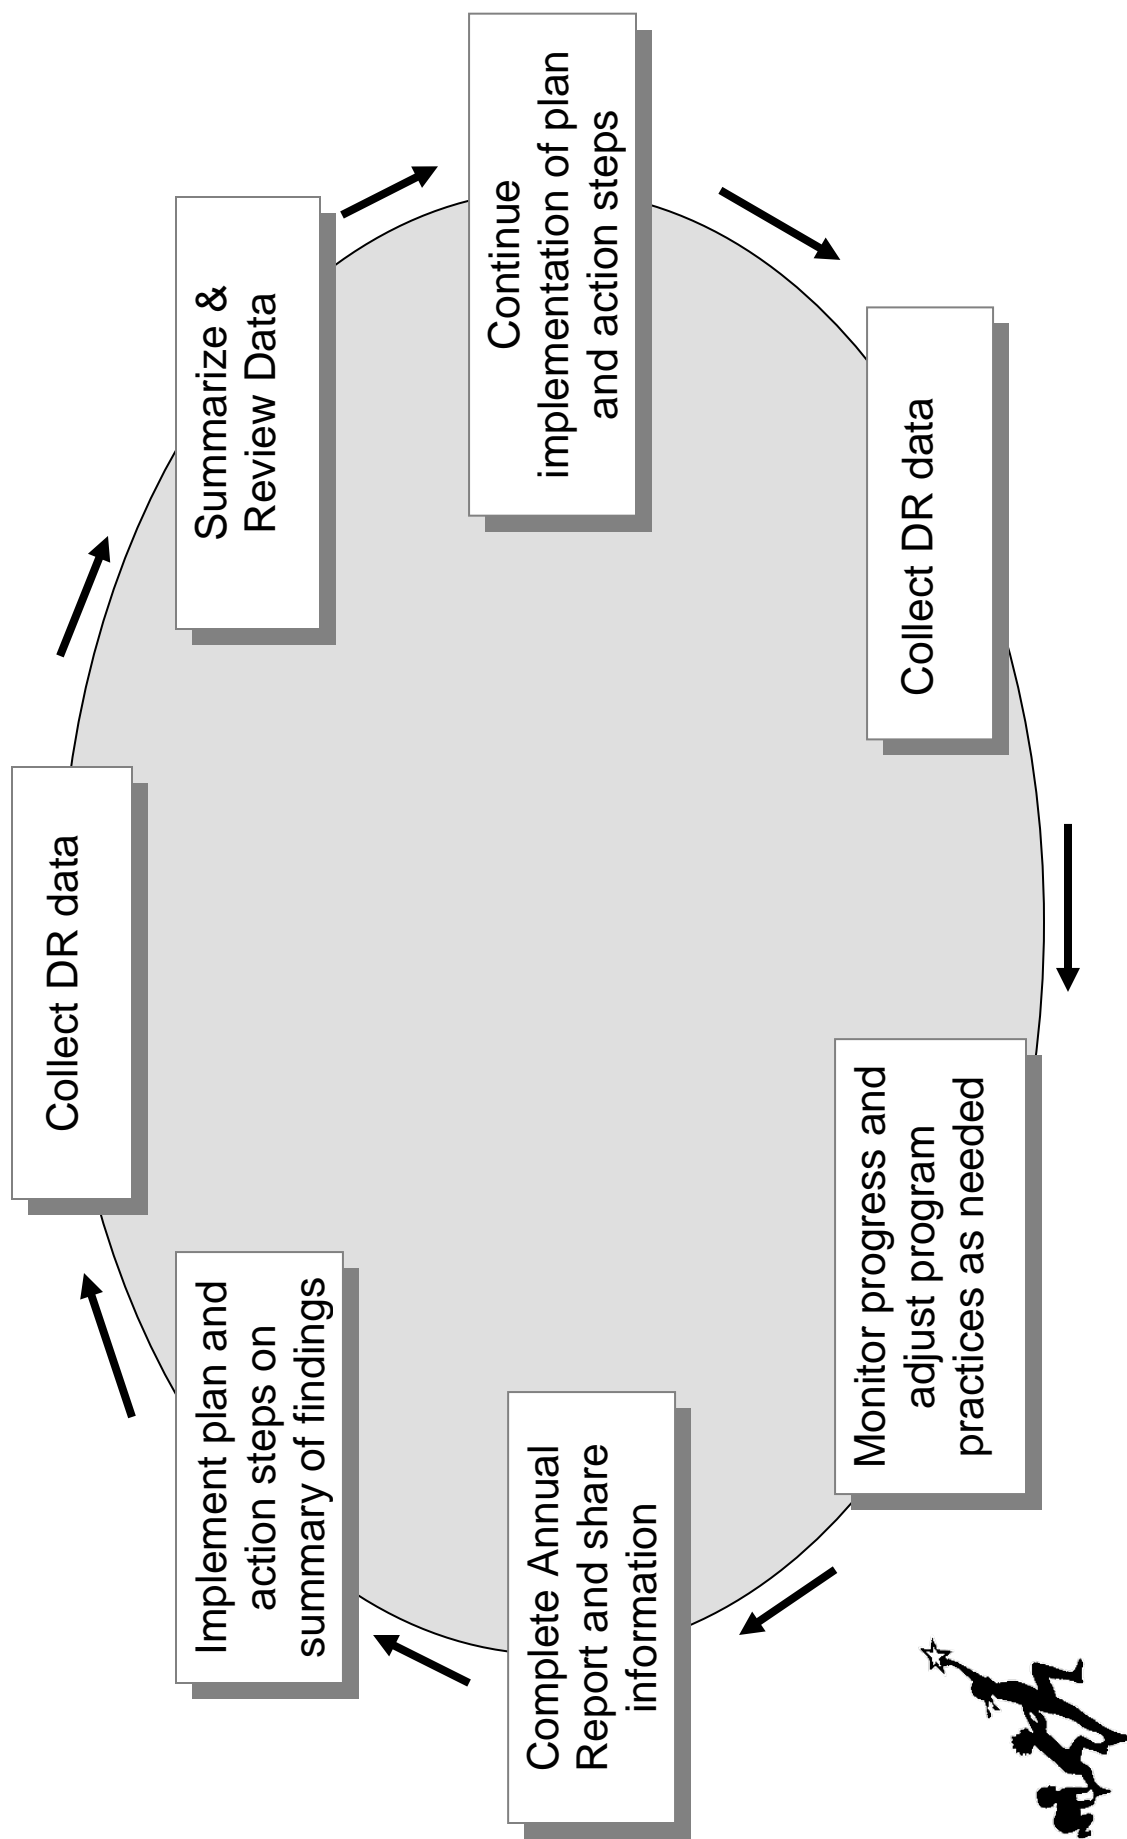 Collect DR data
Summarize &
Review Data
Continue
implementation of plan
and action steps
Collect DR data
Monitor progress and
adjust program
practices as needed
Complete Annual
Report and share
information
Implement plan and
action steps on
summary of findings